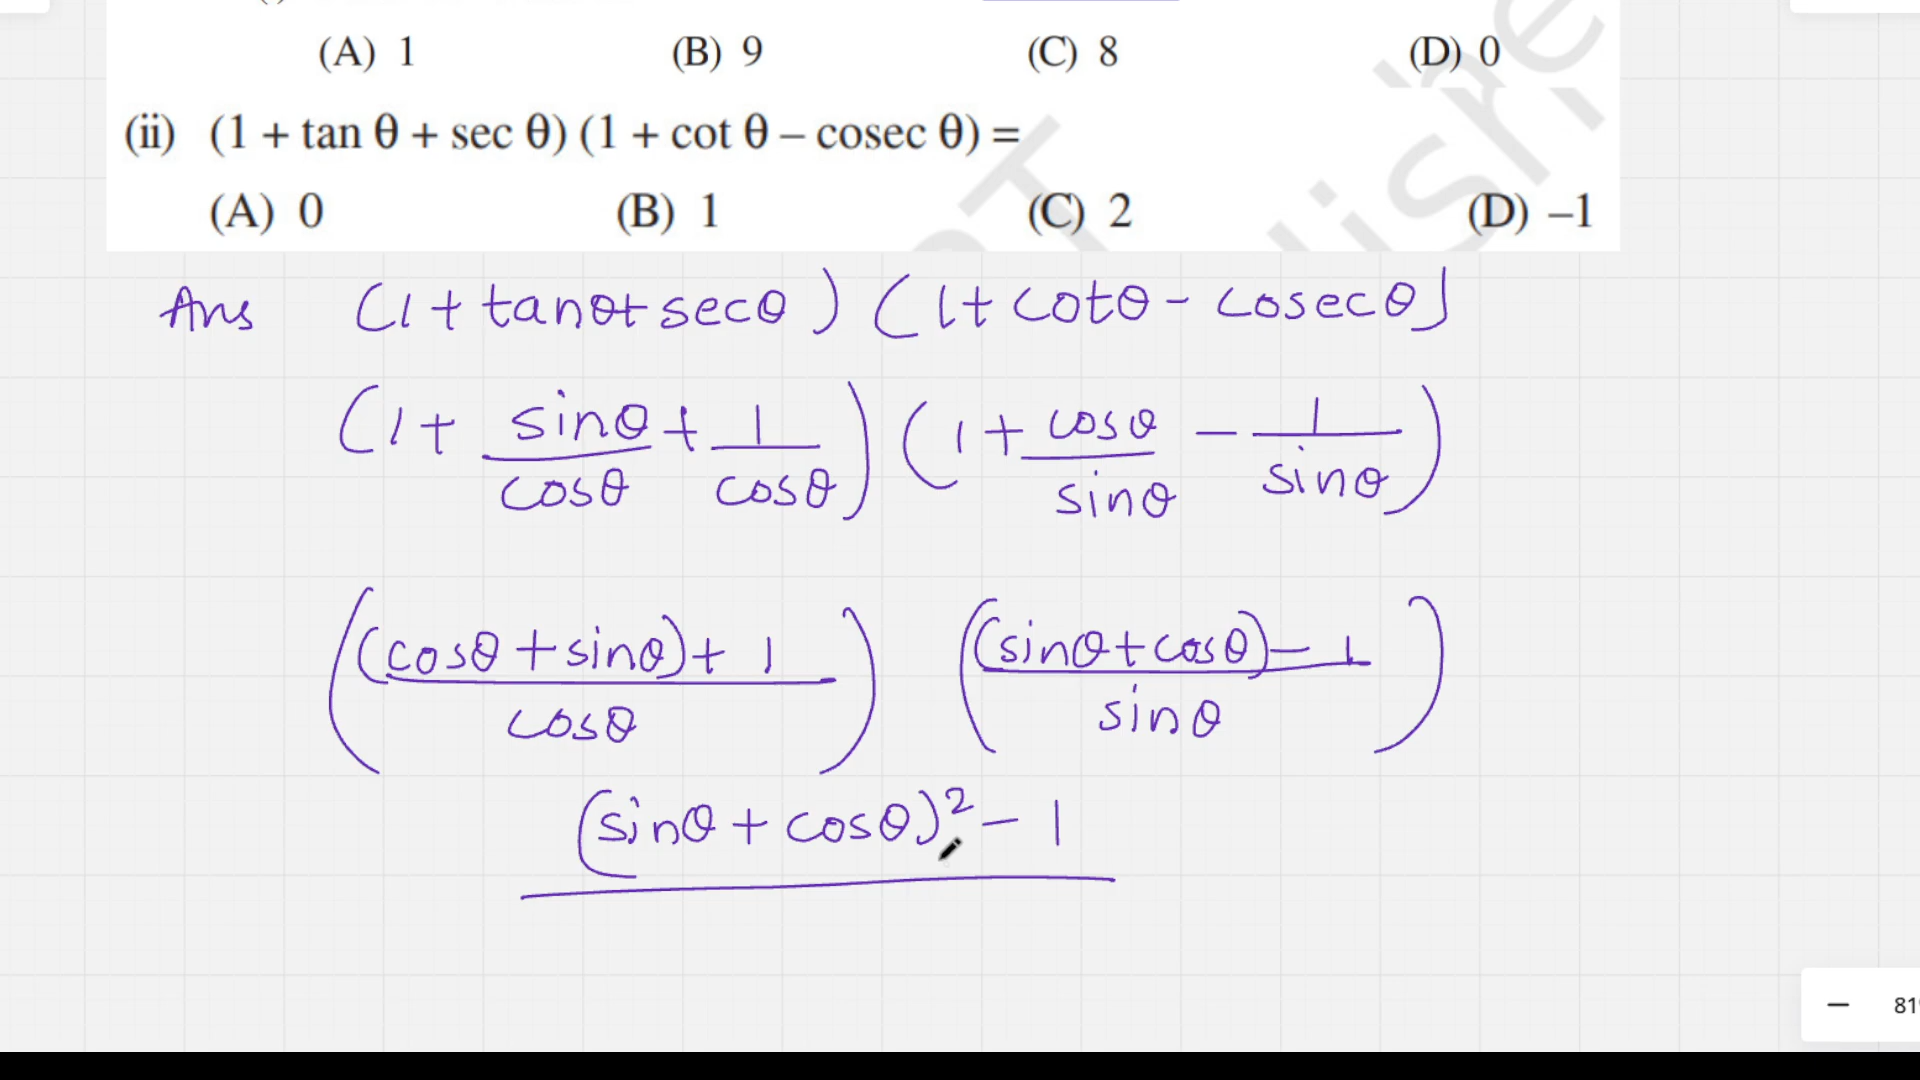 (A) 1 (B) 9 (C) 8 (D) 0
(ii) (1 + tan θ + sec θ) (1 + cot θ – cosec θ) =
(A) 0 (B) 1 (C) 2 (D) –1
Ans (1 + tanθ + secθ) (1 + cotθ - cosecθ)
(1 + sinθ/cosθ + 1/cosθ) (1 + cosθ/sinθ - 1/sinθ)
((cosθ + sinθ) + 1 / cosθ) ((sinθ + cosθ) - 1 / sinθ)
(sinθ + cosθ)² - 1
— 81